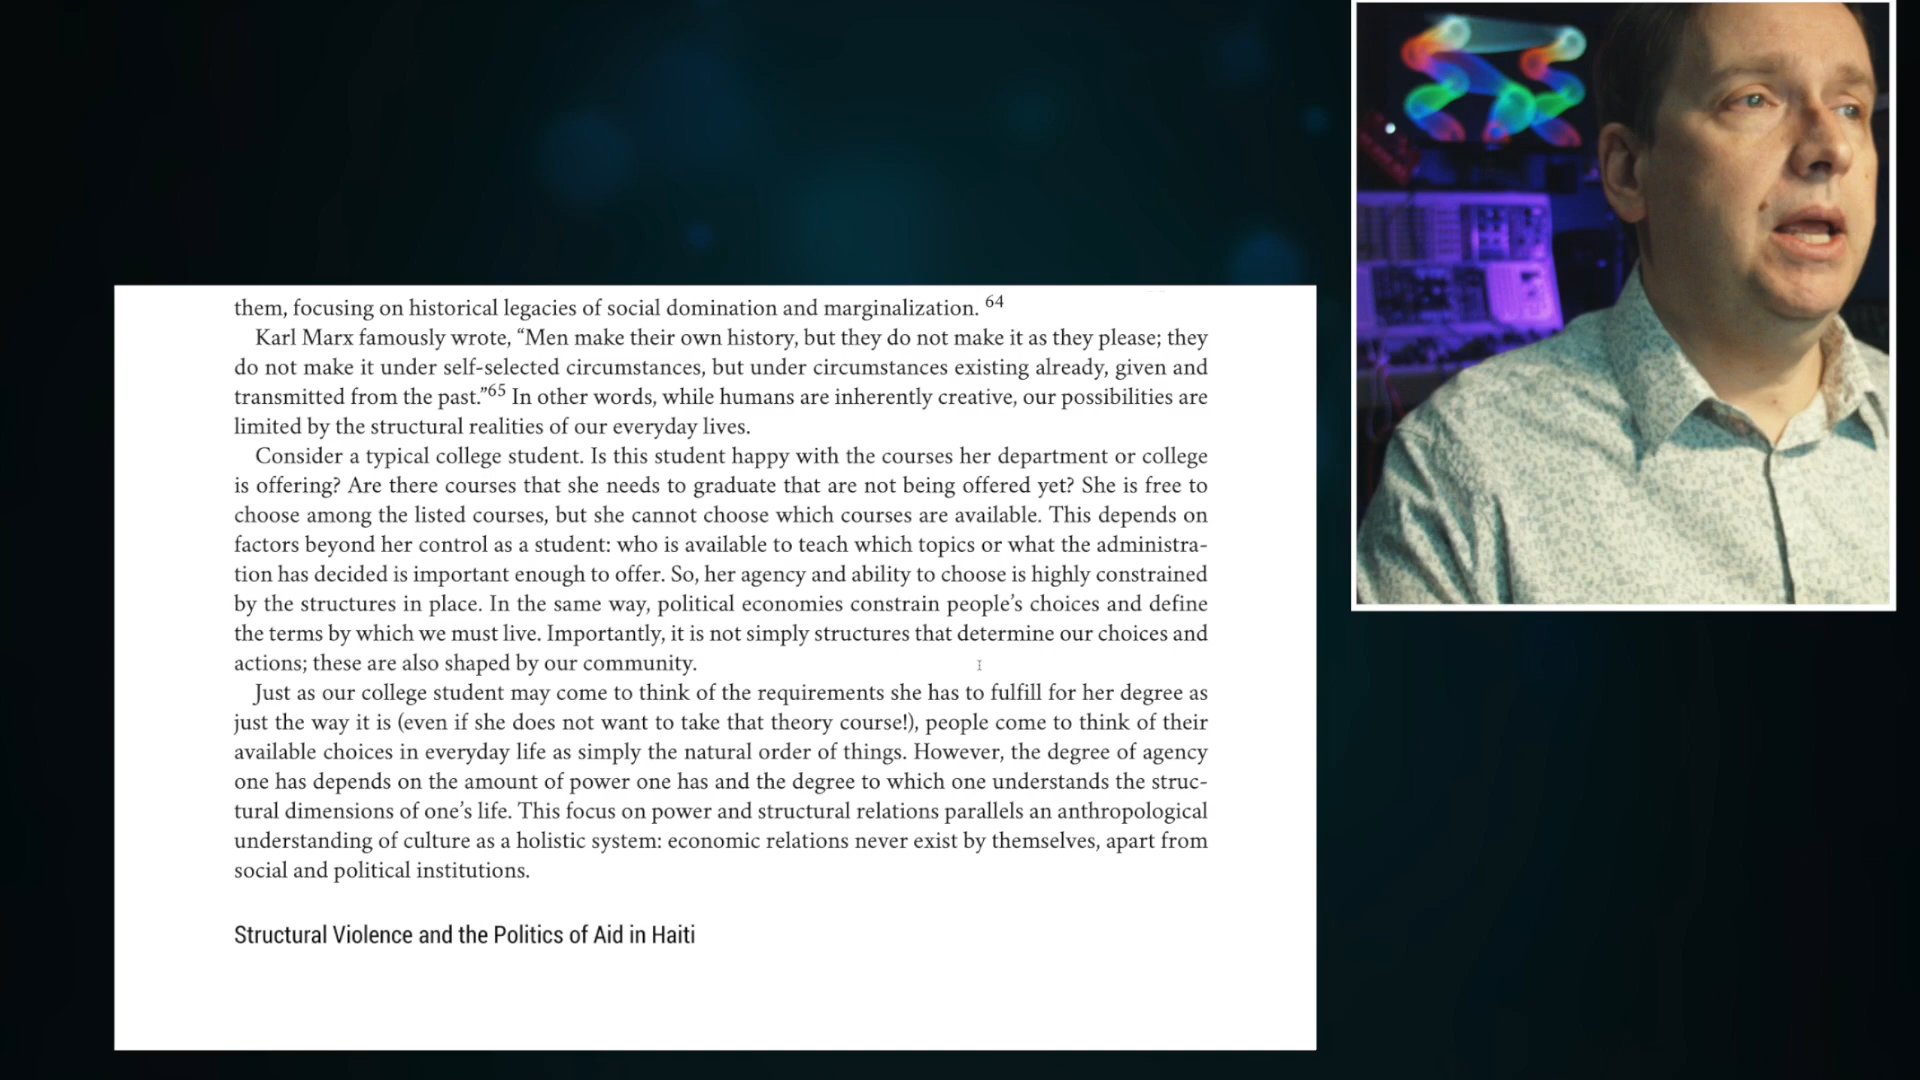 them, focusing on historical legacies of social domination and marginalization. 64
Karl Marx famously wrote, “Men make their own history, but they do not make it as they please; they
do not make it under self-selected circumstances, but under circumstances existing already, given and
transmitted from the past.”65 In other words, while humans are inherently creative, our possibilities are
limited by the structural realities of our everyday lives.
Consider a typical college student. Is this student happy with the courses her department or college
is offering? Are there courses that she needs to graduate that are not being offered yet? She is free to
choose among the listed courses, but she cannot choose which courses are available. This depends on
factors beyond her control as a student: who is available to teach which topics or what the administra-
tion has decided is important enough to offer. So, her agency and ability to choose is highly constrained
by the structures in place. In the same way, political economies constrain people’s choices and define
the terms by which we must live. Importantly, it is not simply structures that determine our choices and
actions; these are also shaped by our community.
Just as our college student may come to think of the requirements she has to fulfill for her degree as
just the way it is (even if she does not want to take that theory course!), people come to think of their
available choices in everyday life as simply the natural order of things. However, the degree of agency
one has depends on the amount of power one has and the degree to which one understands the struc-
tural dimensions of one’s life. This focus on power and structural relations parallels an anthropological
understanding of culture as a holistic system: economic relations never exist by themselves, apart from
social and political institutions.
Structural Violence and the Politics of Aid in Haiti